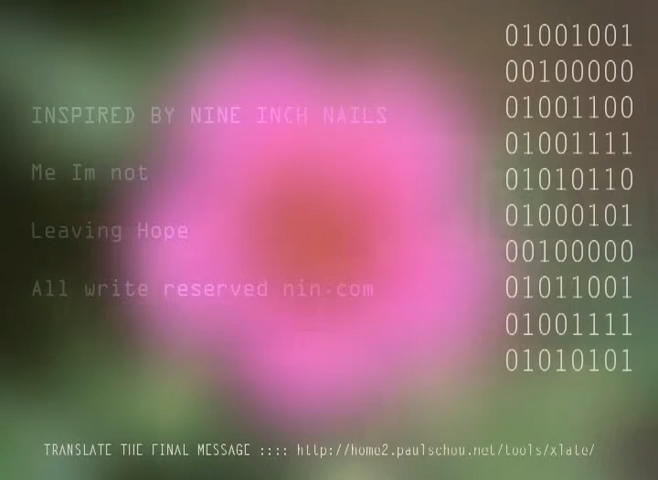 INSPIRED BY NINE INCH NAILS
Me Im not
Leaving Hope
All write reserved nin.com
01001001
00100000
01001100
01001111
01010110
01000101
00100000
01011001
01001111
01010101
TRANSLATE THE FINAL MESSAGE :::: http://home2.paulschou.net/tools/xlate/